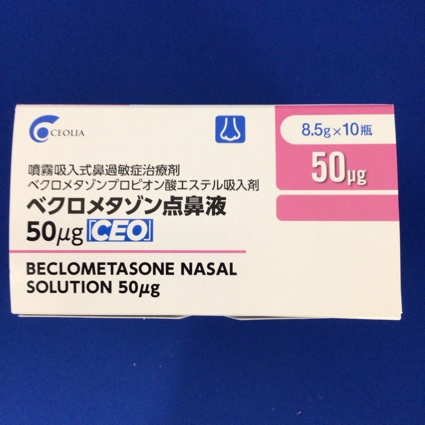 CEOLIA
8.5g×10瓶
50μg
噴霧吸入式鼻過敏症治療剤
ベクロメタゾンプロピオン酸エステル吸入剤
ベクロメタゾン点鼻液
50μg「CEO」
BECLOMETASONE NASAL
SOLUTION 50μg